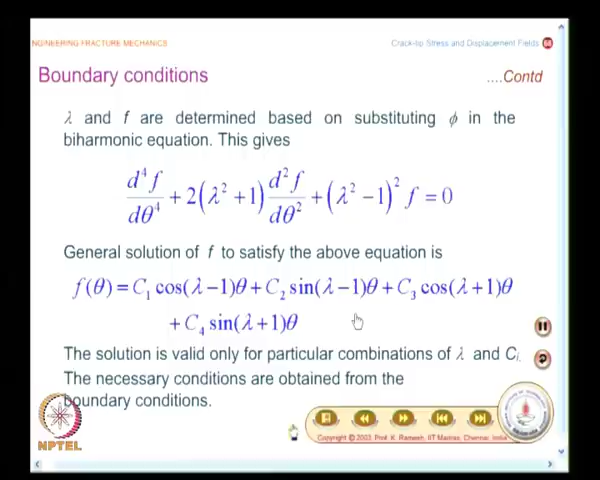 NGINEERING FRACTURE MECHANICS
Crack-tip Stress and Displacement Fields
Boundary conditions
....Contd
λ and f are determined based on substituting ϕ in the
biharmonic equation. This gives
d⁴f/dθ⁴ + 2(λ² + 1) d²f/dθ² + (λ² − 1)² f = 0
General solution of f to satisfy the above equation is
f(θ) = C₁ cos(λ − 1)θ + C₂ sin(λ − 1)θ + C₃ cos(λ + 1)θ
+ C₄ sin(λ + 1)θ
The solution is valid only for particular combinations of λ and Cᵢ.
The necessary conditions are obtained from the
boundary conditions.
NPTEL
Copyright © 2003, Prof. K. Ramesh, IIT Madras, Chennai, India